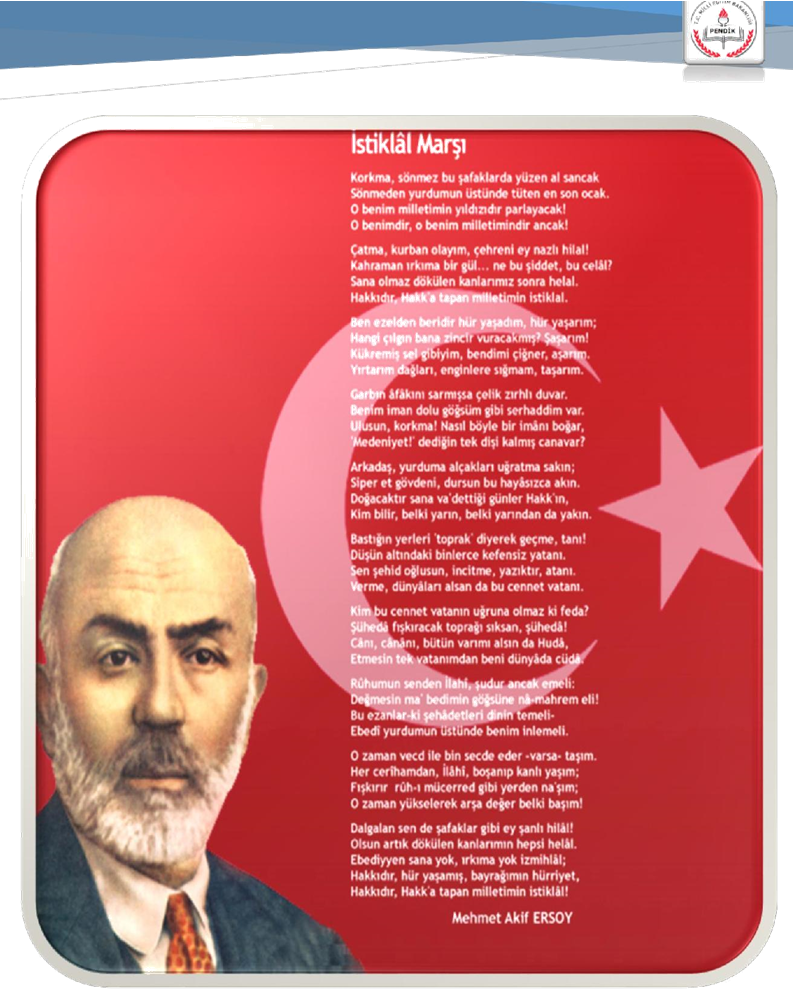 T.C. MİLLÎ EĞİTİM BAKANLIĞI
PENDİK
İstiklâl Marşı
Korkma, sönmez bu şafaklarda yüzen al sancak
Sönmeden yurdumun üstünde tüten en son ocak.
O benim milletimin yıldızıdır parlayacak!
O benimdir, o benim milletimindir ancak!
Çatma, kurban olayım, çehreni ey nazlı hilal!
Kahraman ırkıma bir gül... ne bu şiddet, bu celâl?
Sana olmaz dökülen kanlarımız sonra helal.
Hakkıdır, Hakk'a tapan milletimin istiklal.
Ben ezelden beridir hür yaşadım, hür yaşarım;
Hangi çılgın bana zincir vuracakmış? Şaşarım!
Kükremiş sel gibiyim, bendimi çiğner, aşarım.
Yırtarım dağları, enginlere sığmam, taşarım.
Garbın âfâkını sarmışsa çelik zırhlı duvar.
Benim iman dolu göğsüm gibi serhaddim var.
Ulusun, korkma! Nasıl böyle bir imânı boğar,
'Medeniyet!' dediğin tek dişi kalmış canavar?
Arkadaş, yurduma alçakları uğratma sakın;
Siper et gövdeni, dursun bu hayâsızca akın.
Doğacaktır sana va'dettiği günler Hakk'ın,
Kim bilir, belki yarın, belki yarından da yakın.
Bastığın yerleri 'toprak' diyerek geçme, tanı!
Düşün altındaki binlerce kefensiz yatanı.
Sen şehid oğlusun, incitme, yazıktır, atanı.
Verme, dünyâları alsan da bu cennet vatanı.
Kim bu cennet vatanın uğruna olmaz ki feda?
Şühedâ fışkıracak toprağı sıksan, şühedâ!
Cânı, cânânı, bütün varımı alsın da Hudâ,
Etmesin tek vatanımdan beni dünyâda cüdâ.
Rûhumun senden İlahî, şudur ancak emeli:
Değmesin ma' bedimin göğsüne nâ-mahrem eli!
Bu ezanlar-ki şehâdetleri dinin temeli-
Ebedî yurdumun üstünde benim inlemeli.
O zaman vecd ile bin secde eder -varsa- taşım.
Her cerîhamdan, İlâhî, boşanıp kanlı yaşım;
Fışkırır rûh-ı mücerred gibi yerden na'şım;
O zaman yükselerek arşa değer belki başım!
Dalgalan sen de şafaklar gibi ey şanlı hilâl!
Olsun artık dökülen kanlarımın hepsi helâl.
Ebediyyen sana yok, ırkıma yok izmihlâl;
Hakkıdır, hür yaşamış, bayrağımın hürriyet,
Hakkıdır, Hakk'a tapan milletimin istiklâl!
Mehmet Akif ERSOY